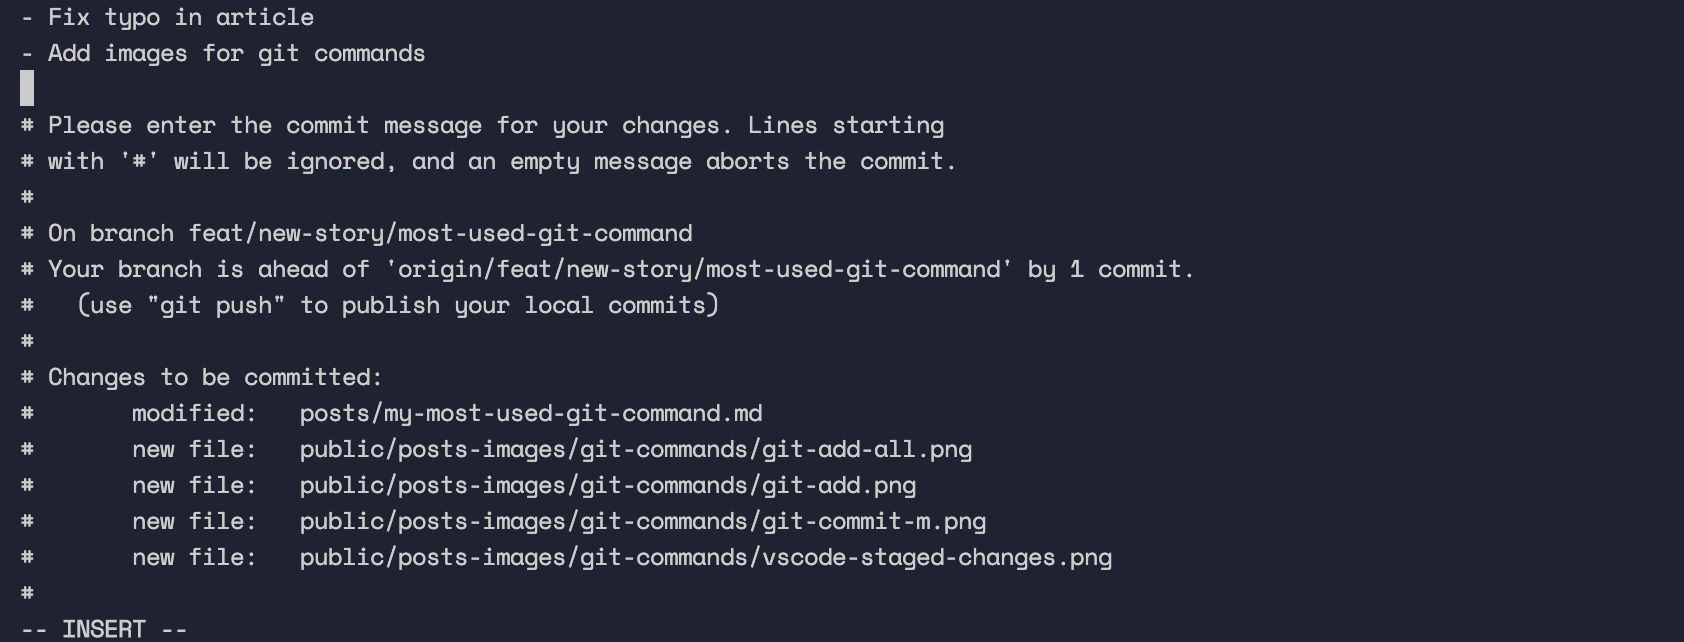 - Fix typo in article
- Add images for git commands
# Please enter the commit message for your changes. Lines starting
# with '#' will be ignored, and an empty message aborts the commit.
#
# On branch feat/new-story/most-used-git-command
# Your branch is ahead of 'origin/feat/new-story/most-used-git-command' by 1 commit.
#   (use "git push" to publish your local commits)
#
# Changes to be committed:
#       modified:   posts/my-most-used-git-command.md
#       new file:   public/posts-images/git-commands/git-add-all.png
#       new file:   public/posts-images/git-commands/git-add.png
#       new file:   public/posts-images/git-commands/git-commit-m.png
#       new file:   public/posts-images/git-commands/vscode-staged-changes.png
#
-- INSERT --